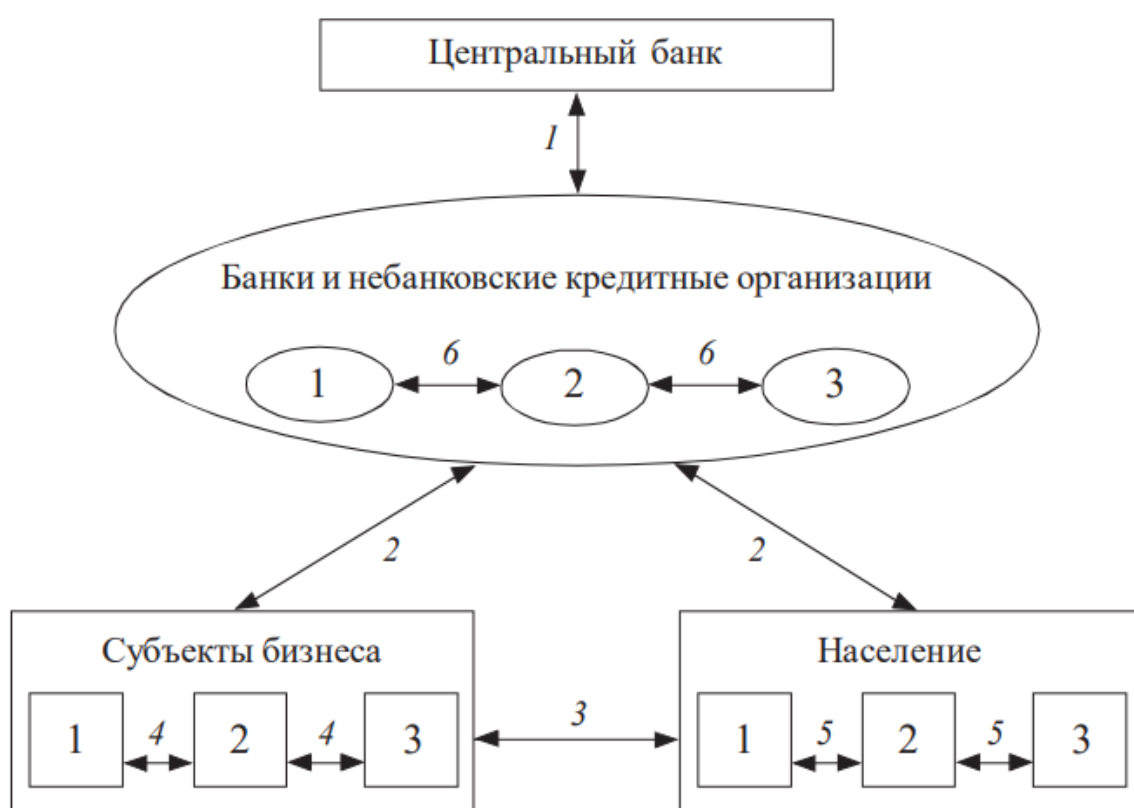 Центральный банк
1
Банки и небанковские кредитные организации
6 6
1 2 3
2 2
Субъекты бизнеса Население
3
4 4 5 5
1 2 3 1 2 3